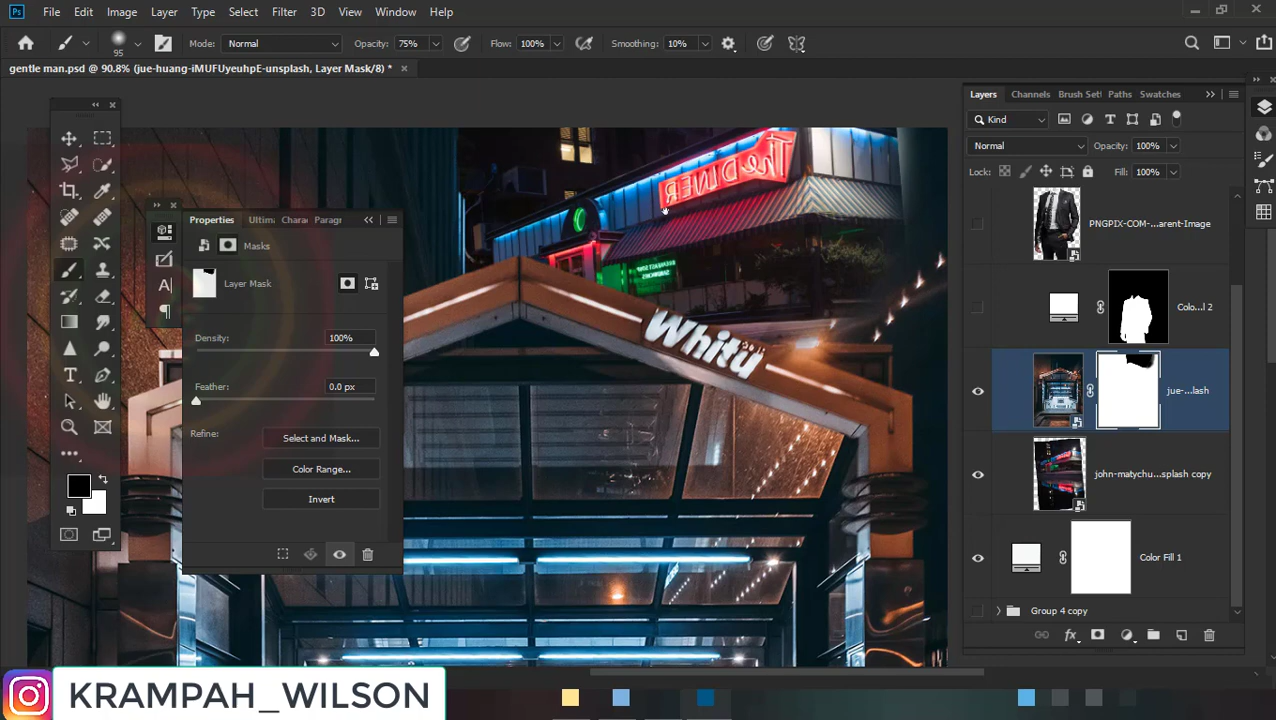 Ps File Edit Image Layer Type Select Filter 3D View Window Help
95 Mode: Normal Opacity: 75% Flow: 100% Smoothing: 10%
gentle man.psd @ 90.8% (jue-huang-iMUFUyeuhpE-unsplash, Layer Mask/8) *
Layers Channels Brush Set Paths Swatches
Kind
Normal Opacity: 100%
Lock: Fill: 100%
PNGPIX-COM-...arent-Image
Colo...l 2
jue-...lash
john-matychu...splash copy
Color Fill 1
Group 4 copy
Properties Ultim Chara Paragr
Masks
Layer Mask
Density: 100%
Feather: 0.0 px
Refine: Select and Mask...
Color Range...
Invert
The DINER
Whity
KRAMPAH_WILSON